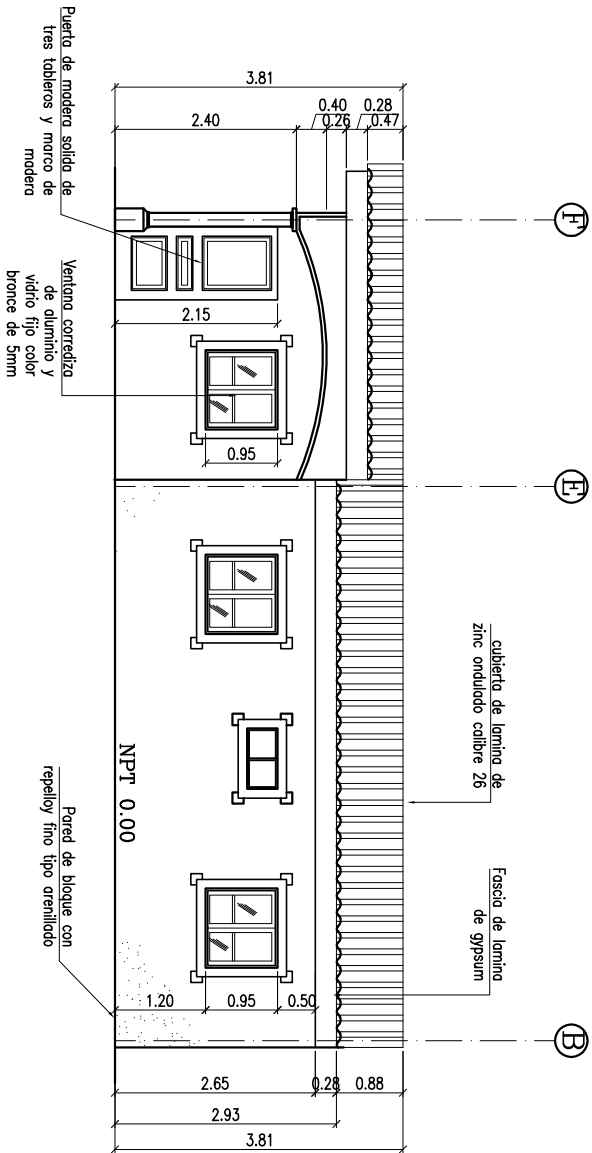 F
E
B
cubierta de lamina de
zinc ondulado calibre 26
Fascia de lamina
de gypsum
3.81
0.28
0.47
0.40
0.26
2.40
2.15
0.95
0.50
0.95
1.20
0.88
0.28
2.65
2.93
3.81
NPT 0.00
Puerta de madera solida de
tres tableros y marco de
madera
Ventana corrediza
de aluminio y
vidrio fijo color
bronce de 5mm
Pared de bloque con
repelloy fino tipo arenillado